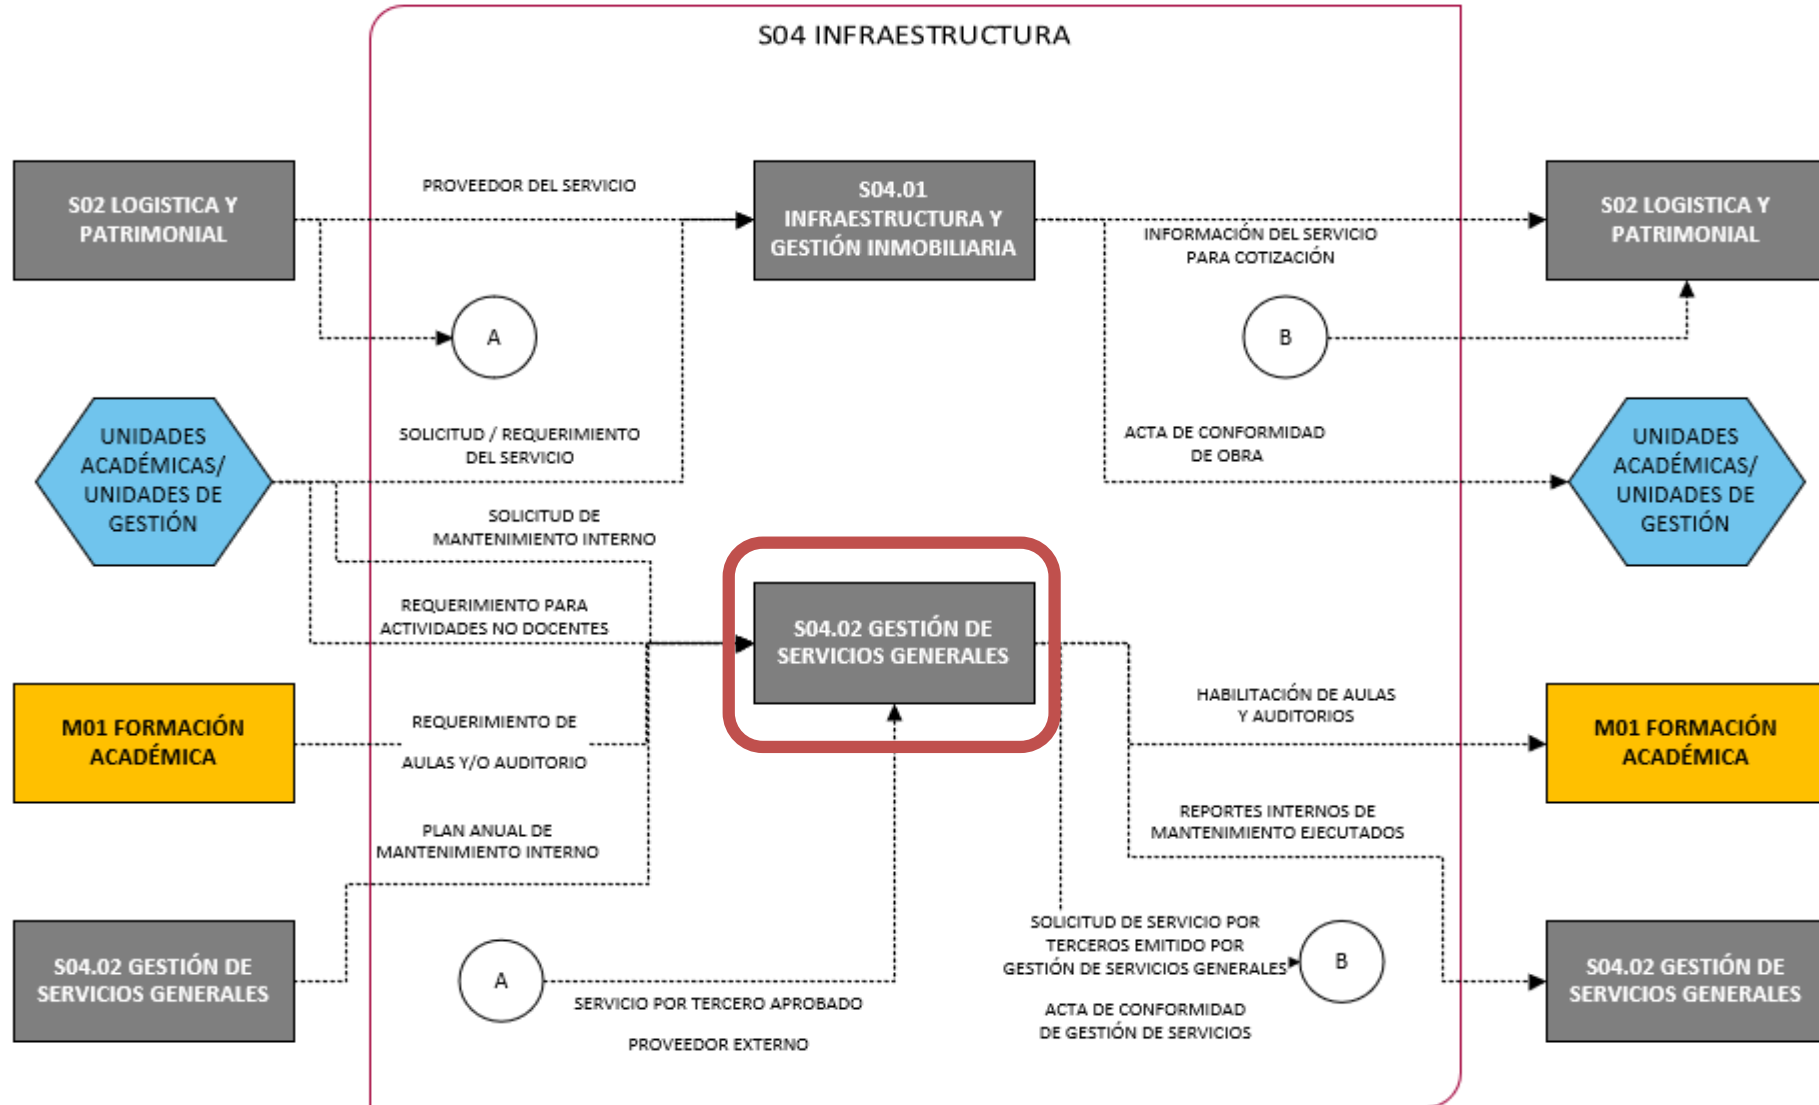 S04 INFRAESTRUCTURA
S02 LOGISTICA Y
PATRIMONIAL
PROVEEDOR DEL SERVICIO
S04.01
INFRAESTRUCTURA Y
GESTIÓN INMOBILIARIA
INFORMACIÓN DEL SERVICIO
PARA COTIZACIÓN
S02 LOGISTICA Y
PATRIMONIAL
A
B
UNIDADES
ACADÉMICAS/
UNIDADES DE
GESTIÓN
SOLICITUD / REQUERIMIENTO
DEL SERVICIO
ACTA DE CONFORMIDAD
DE OBRA
UNIDADES
ACADÉMICAS/
UNIDADES DE
GESTIÓN
SOLICITUD DE
MANTENIMIENTO INTERNO
REQUERIMIENTO PARA
ACTIVIDADES NO DOCENTES
S04.02 GESTIÓN DE
SERVICIOS GENERALES
M01 FORMACIÓN
ACADÉMICA
REQUERIMIENTO DE
AULAS Y/O AUDITORIO
HABILITACIÓN DE AULAS
Y AUDITORIOS
M01 FORMACIÓN
ACADÉMICA
PLAN ANUAL DE
MANTENIMIENTO INTERNO
REPORTES INTERNOS DE
MANTENIMIENTO EJECUTADOS
S04.02 GESTIÓN DE
SERVICIOS GENERALES
A
SERVICIO POR TERCERO APROBADO
PROVEEDOR EXTERNO
SOLICITUD DE SERVICIO POR
TERCEROS EMITIDO POR
GESTIÓN DE SERVICIOS GENERALES
ACTA DE CONFORMIDAD
DE GESTIÓN DE SERVICIOS
B
S04.02 GESTIÓN DE
SERVICIOS GENERALES